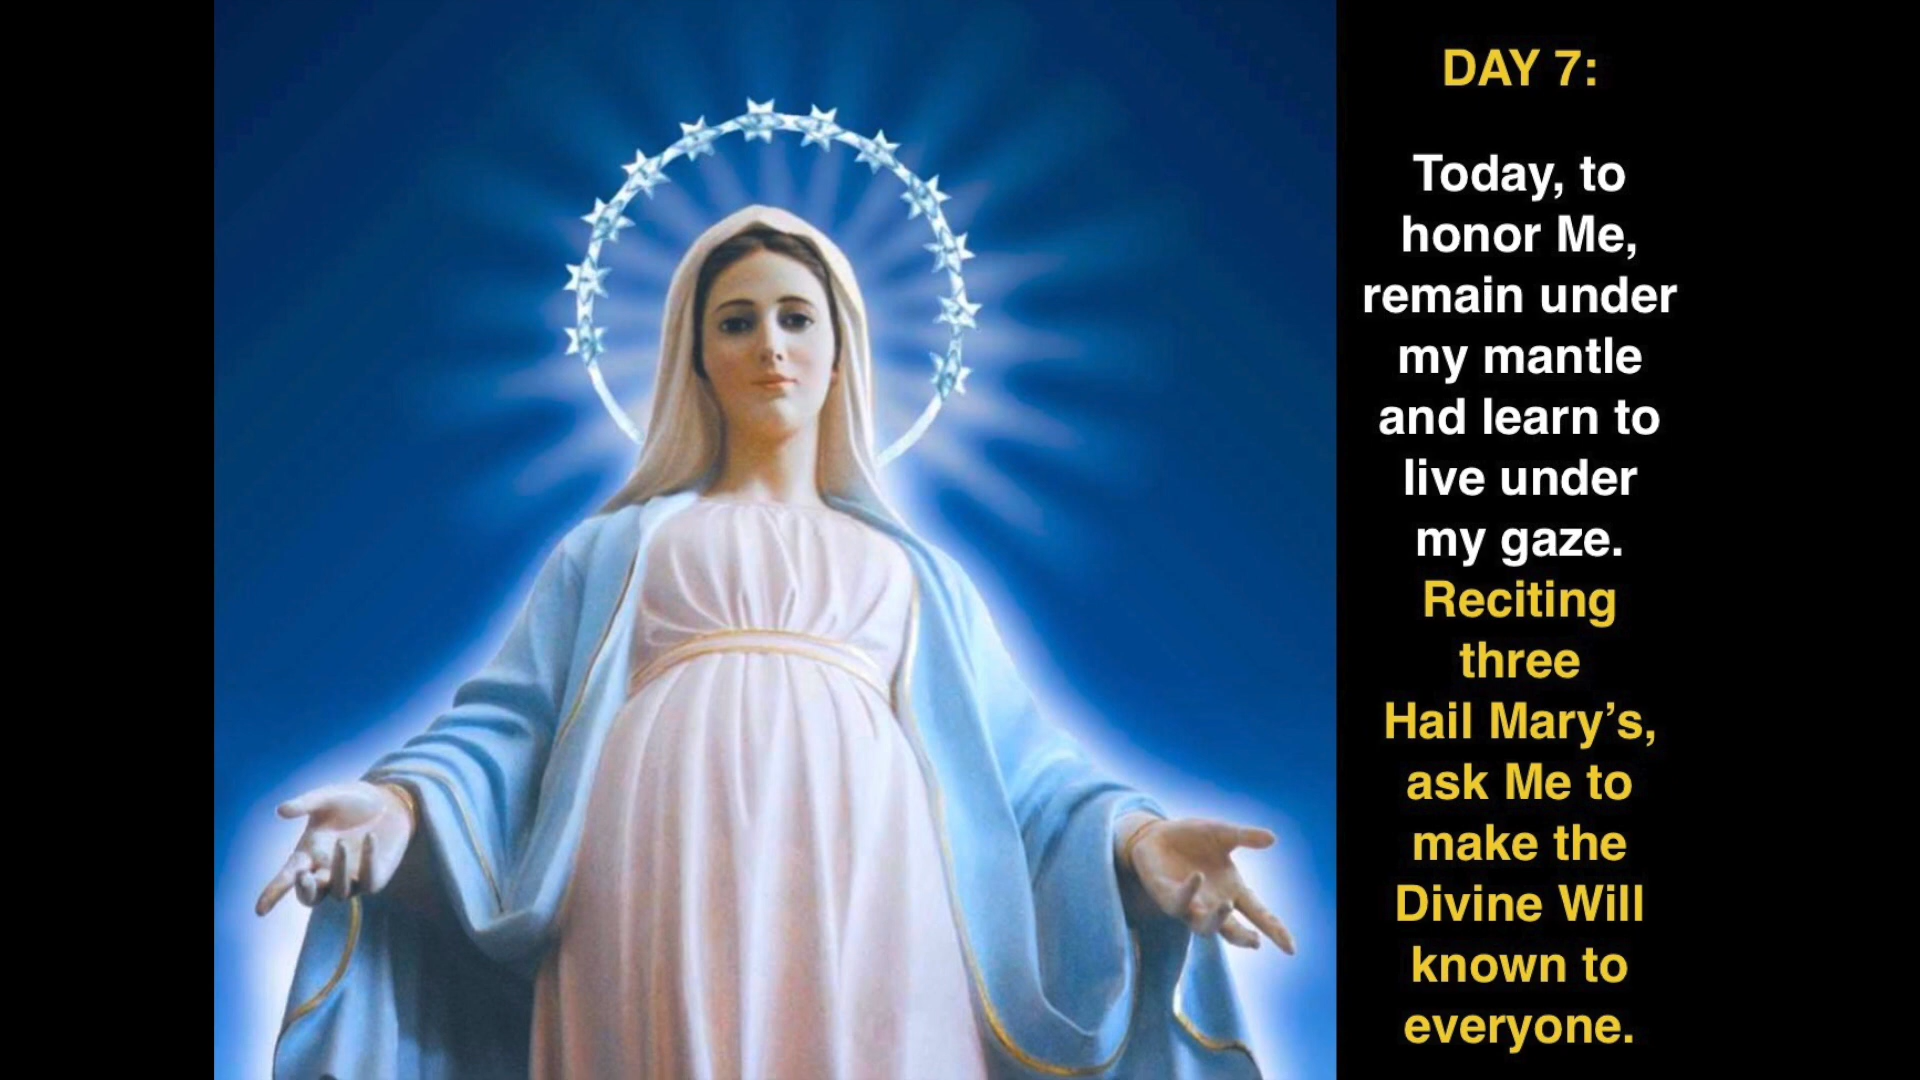 DAY 7:
Today, to
honor Me,
remain under
my mantle
and learn to
live under
my gaze.
Reciting
three
Hail Mary’s,
ask Me to
make the
Divine Will
known to
everyone.